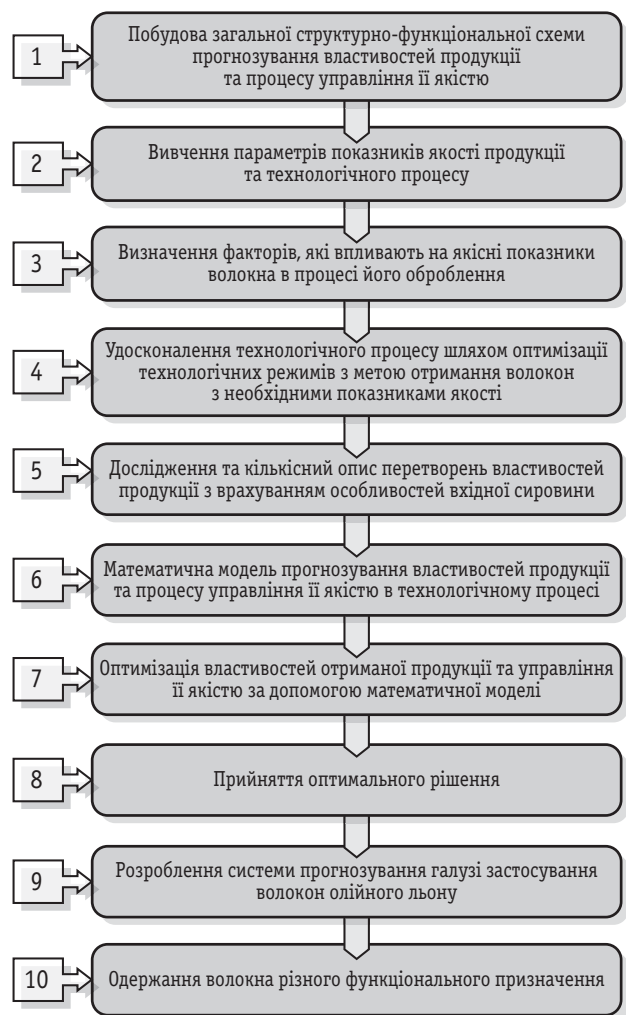 1
Побудова загальної структурно-функціональної схеми
прогнозування властивостей продукції
та процесу управління її якістю
2
Вивчення параметрів показників якості продукції
та технологічного процесу
3
Визначення факторів, які впливають на якісні показники
волокна в процесі його оброблення
4
Удосконалення технологічного процесу шляхом оптимізації
технологічних режимів з метою отримання волокон
з необхідними показниками якості
5
Дослідження та кількісний опис перетворень властивостей
продукції з врахуванням особливостей вхідної сировини
6
Математична модель прогнозування властивостей продукції
та процесу управління її якістю в технологічному процесі
7
Оптимізація властивостей отриманої продукції та управління
її якістю за допомогою математичної моделі
8
Прийняття оптимального рішення
9
Розроблення системи прогнозування галузі застосування
волокон олійного льону
10
Одержання волокна різного функціонального призначення